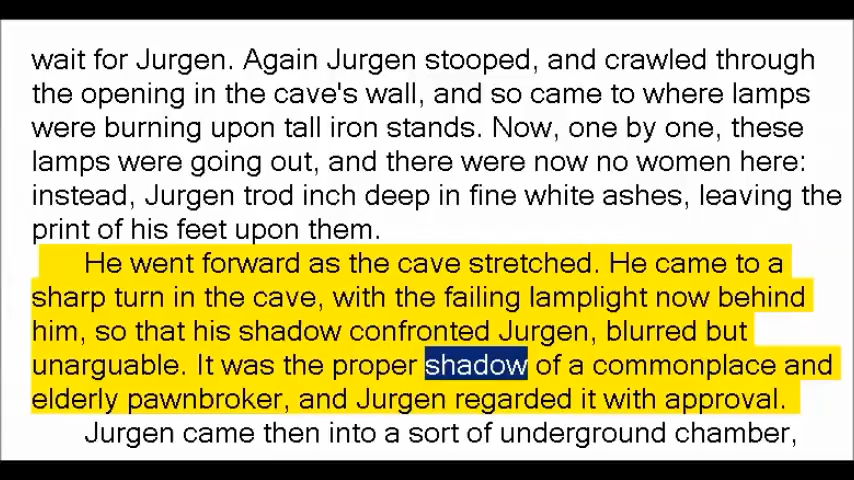 wait for Jurgen. Again Jurgen stooped, and crawled through
the opening in the cave's wall, and so came to where lamps
were burning upon tall iron stands. Now, one by one, these
lamps were going out, and there were now no women here:
instead, Jurgen trod inch deep in fine white ashes, leaving the
print of his feet upon them.
He went forward as the cave stretched. He came to a
sharp turn in the cave, with the failing lamplight now behind
him, so that his shadow confronted Jurgen, blurred but
unarguable. It was the proper shadow of a commonplace and
elderly pawnbroker, and Jurgen regarded it with approval.
Jurgen came then into a sort of underground chamber,